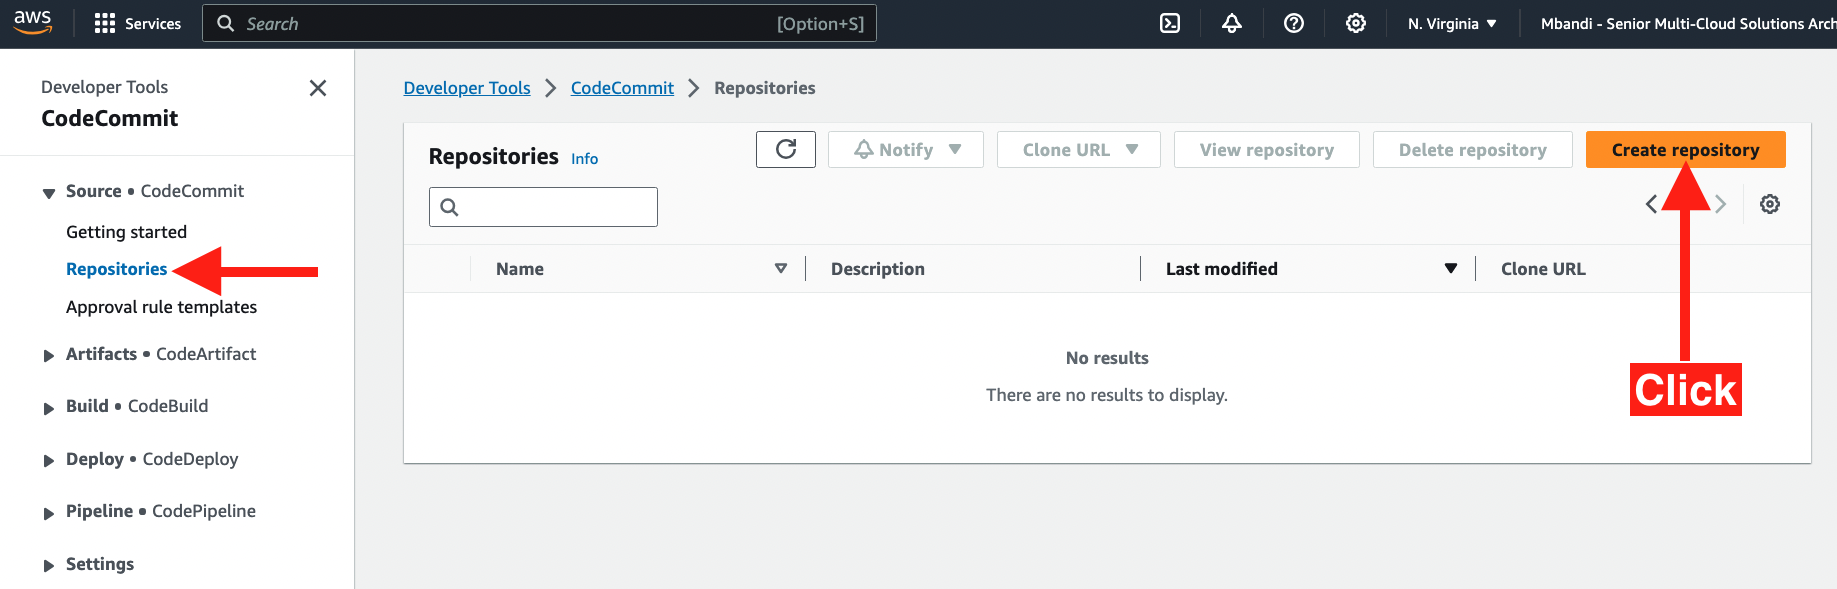 aws Services Search [Option+S] N. Virginia Mbandi - Senior Multi-Cloud Solutions Arch
Developer Tools
CodeCommit
Source • CodeCommit
Getting started
Repositories
Approval rule templates
Artifacts • CodeArtifact
Build • CodeBuild
Deploy • CodeDeploy
Pipeline • CodePipeline
Settings
Developer Tools CodeCommit Repositories
Repositories Info Notify Clone URL View repository Delete repository Create repository
Name Description Last modified Clone URL
No results
There are no results to display.
Click